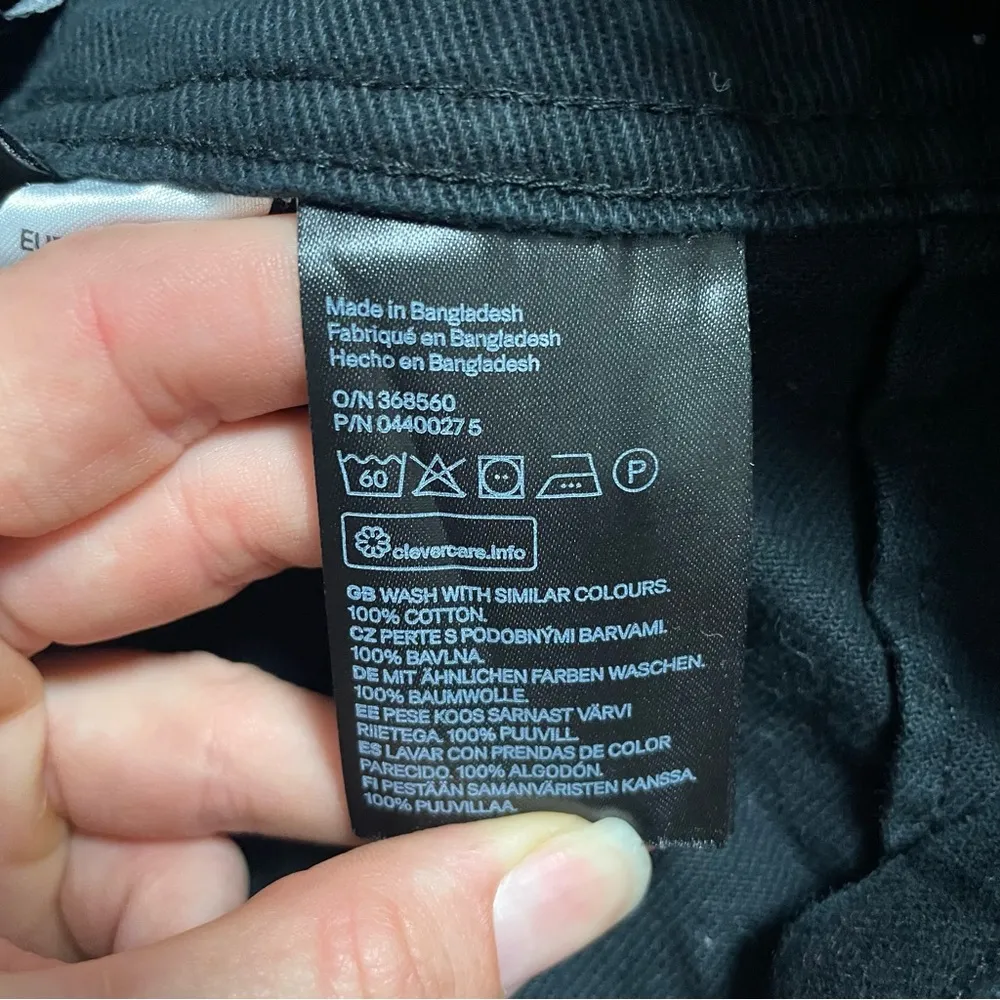 Made in Bangladesh
Fabriqué en Bangladesh
Hecho en Bangladesh
O/N 368560
P/N 0440027 5
60 P
clevercare.info
GB WASH WITH SIMILAR COLOURS.
100% COTTON.
CZ PERTE S PODOBNÝMI BARVAMI.
100% BAVLNA.
DE MIT ÄHNLICHEN FARBEN WASCHEN.
100% BAUMWOLLE.
EE PESE KOOS SARNAST VÄRVI
RIIETEGA. 100% PUUVILL
ES LAVAR CON PRENDAS DE COLOR
PARECIDO. 100% ALGODÓN.
FI PESTÄÄN SAMANVÄRISTEN KANSSA.
100% PUUVILLAA.